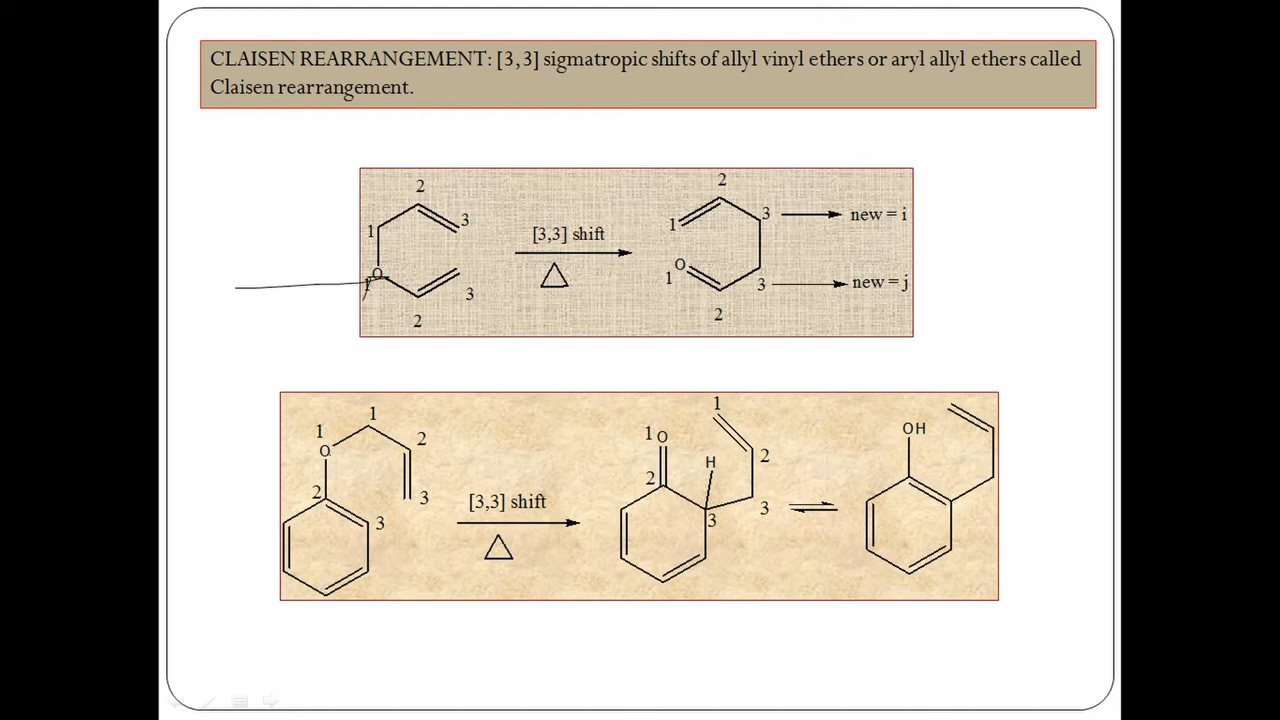 CLAISEN REARRANGEMENT: [3,3] sigmatropic shifts of allyl vinyl ethers or aryl allyl ethers called
Claisen rearrangement.
2
1
3
O
1
3
2
[3,3] shift
2
1
3
new = i
O
1
3
new = j
2
1
1
O
2
2
3
3
[3,3] shift
1
1 O
H
2
2
3
3
OH